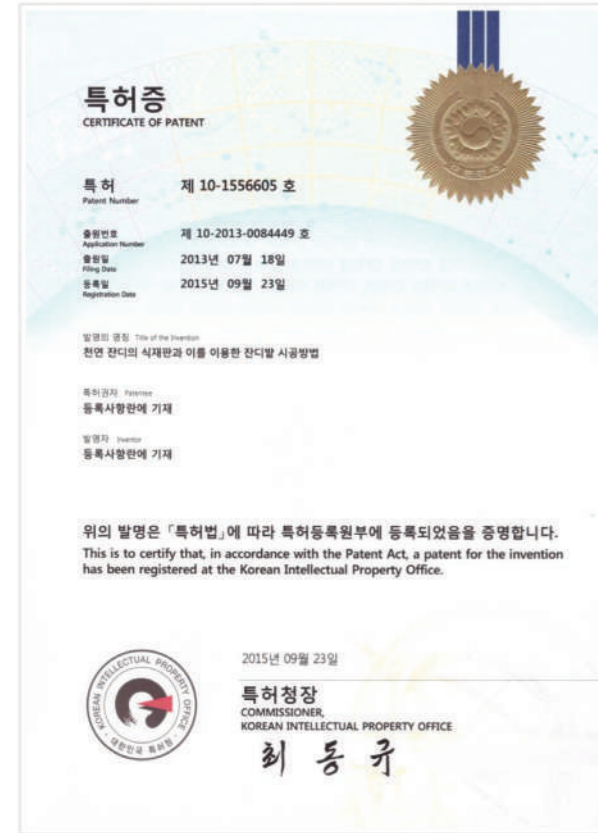 특허증
CERTIFICATE OF PATENT
특 허 제 10-1556605 호
Patent Number
출원번호 제 10-2013-0084449 호
Application Number
출원일 2013년 07월 18일
Filing Date
등록일 2015년 09월 23일
Registration Date
발명의 명칭 Title of the Invention
천연 잔디의 식재판과 이를 이용한 잔디밭 시공방법
특허권자 Patentee
등록사항란에 기재
발명자 Inventor
등록사항란에 기재
위의 발명은 「특허법」에 따라 특허등록원부에 등록되었음을 증명합니다.
This is to certify that, in accordance with the Patent Act, a patent for the invention
has been registered at the Korean Intellectual Property Office.
2015년 09월 23일
특허청장
COMMISSIONER,
KOREAN INTELLECTUAL PROPERTY OFFICE
최동규
KOREAN INTELLECTUAL PROPERTY OFFICE
대한민국 특허청